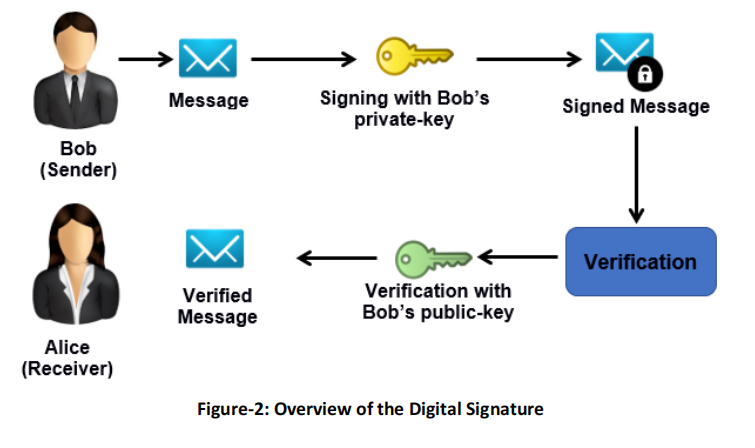 Message
Signing with Bob's
private-key
Signed Message
Bob
(Sender)
Verification
Verified
Message
Verification with
Bob's public-key
Alice
(Receiver)
Figure-2: Overview of the Digital Signature